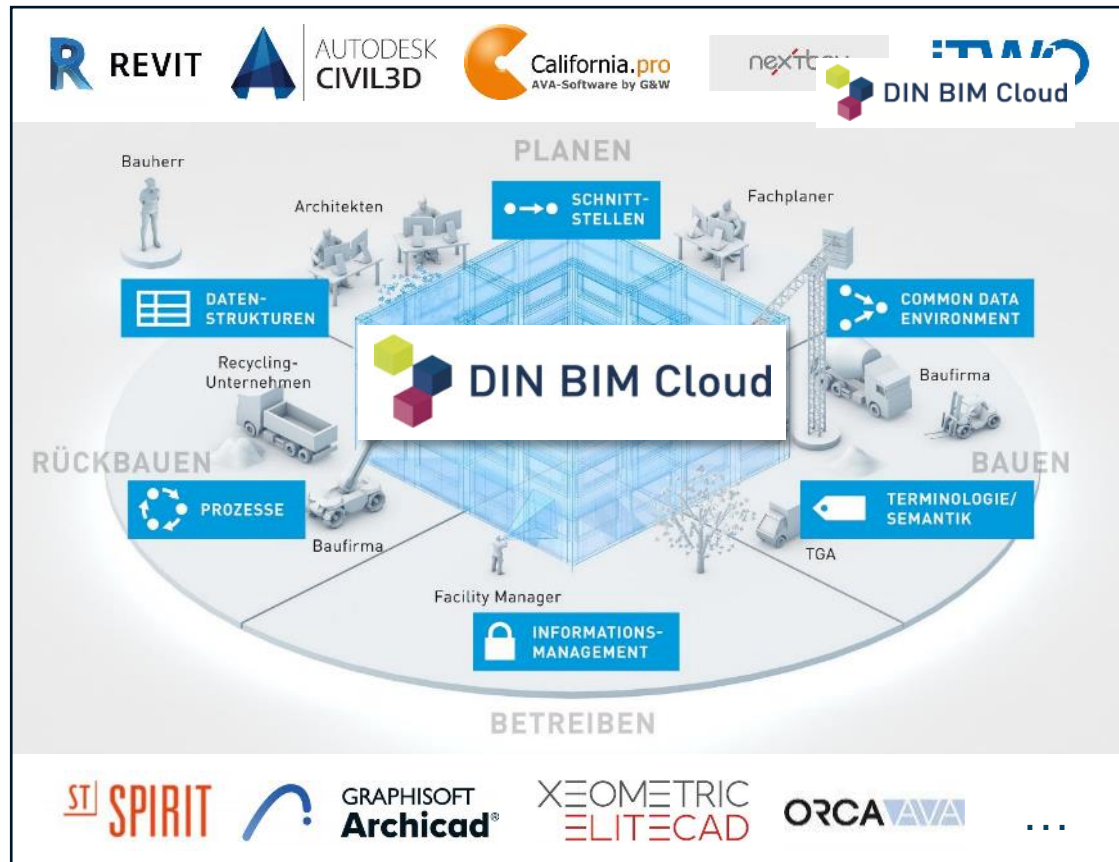 REVIT
AUTODESK
CIVIL3D
California.pro
AVA-Software by G&W
DIN BIM Cloud
PLANEN
Bauherr
Architekten
SCHNITT-
STELLEN
Fachplaner
DATEN-
STRUKTUREN
COMMON DATA
ENVIRONMENT
Recycling-
Unternehmen
DIN BIM Cloud
Baufirma
RÜCKBAUEN
BAUEN
PROZESSE
TERMINOLOGIE/
SEMANTIK
Baufirma
TGA
Facility Manager
INFORMATIONS-
MANAGEMENT
BETREIBEN
ST SPIRIT
GRAPHISOFT
Archicad®
XEOMETRIC
ELITECAD
ORCA AVA
...